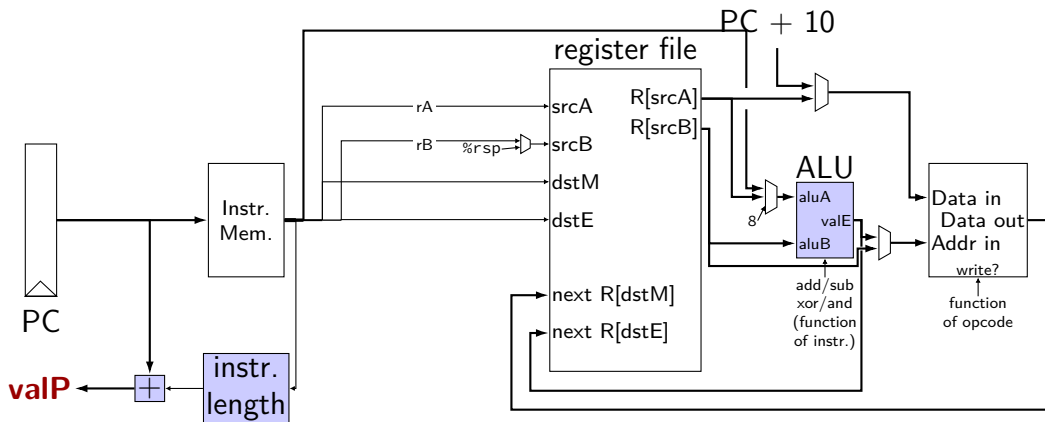 PC + 10
register file
rA
srcA
R[srcA]
R[srcB]
rB
%rsp
srcB
ALU
Instr.
Mem.
dstM
dstE
8
aluA
valE
aluB
Data in
Data out
Addr in
write?
add/sub
xor/and
(function
of instr.)
function
of opcode
next R[dstM]
next R[dstE]
PC
valP
+
instr.
length